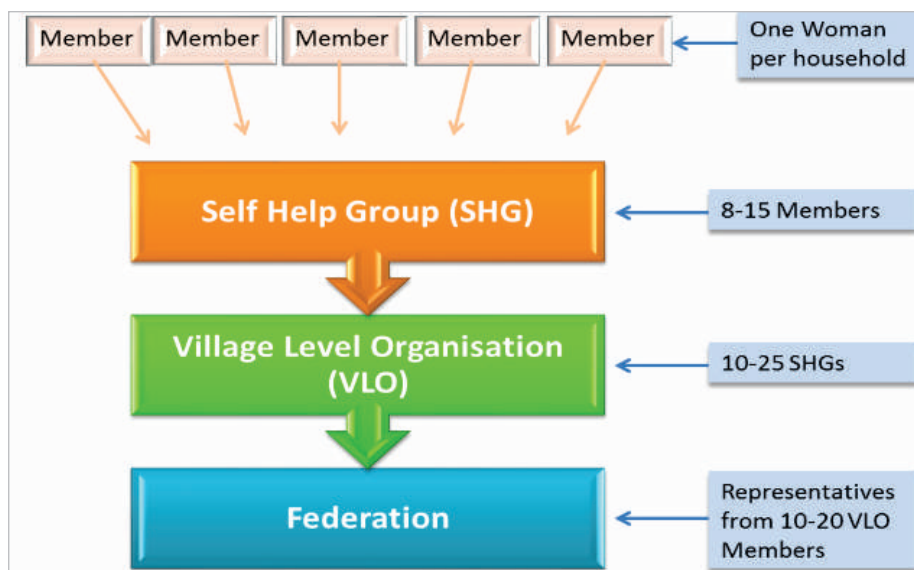 Member
Member
Member
Member
Member
One Woman
per household
Self Help Group (SHG)
8-15 Members
Village Level Organisation
(VLO)
10-25 SHGs
Federation
Representatives
from 10-20 VLO
Members